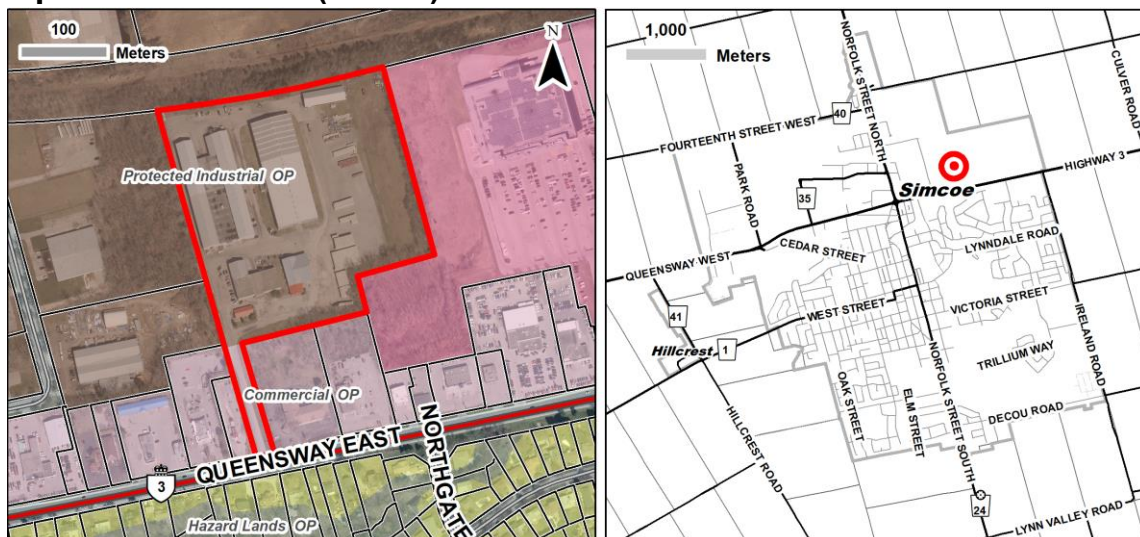 100
Meters
N
Protected Industrial OP
Commercial OP
QUEENSWAY EAST
NORTHGATE
3
Hazard Lands OP
1,000
Meters
NORFOLK STREET NORTH
CULVER ROAD
40
FOURTEENTH STREET WEST
HIGHWAY 3
PARK ROAD
35
Simcoe
CEDAR STREET
LYNNDALE ROAD
QUEENSWAY WEST
WEST STREET
VICTORIA STREET
41
1
Hillcrest
IRELAND ROAD
TRILLIUM WAY
NORFOLK STREET SOUTH
OAK STREET
ELM STREET
DECOU ROAD
HILLCREST ROAD
24
LYNN VALLEY ROAD